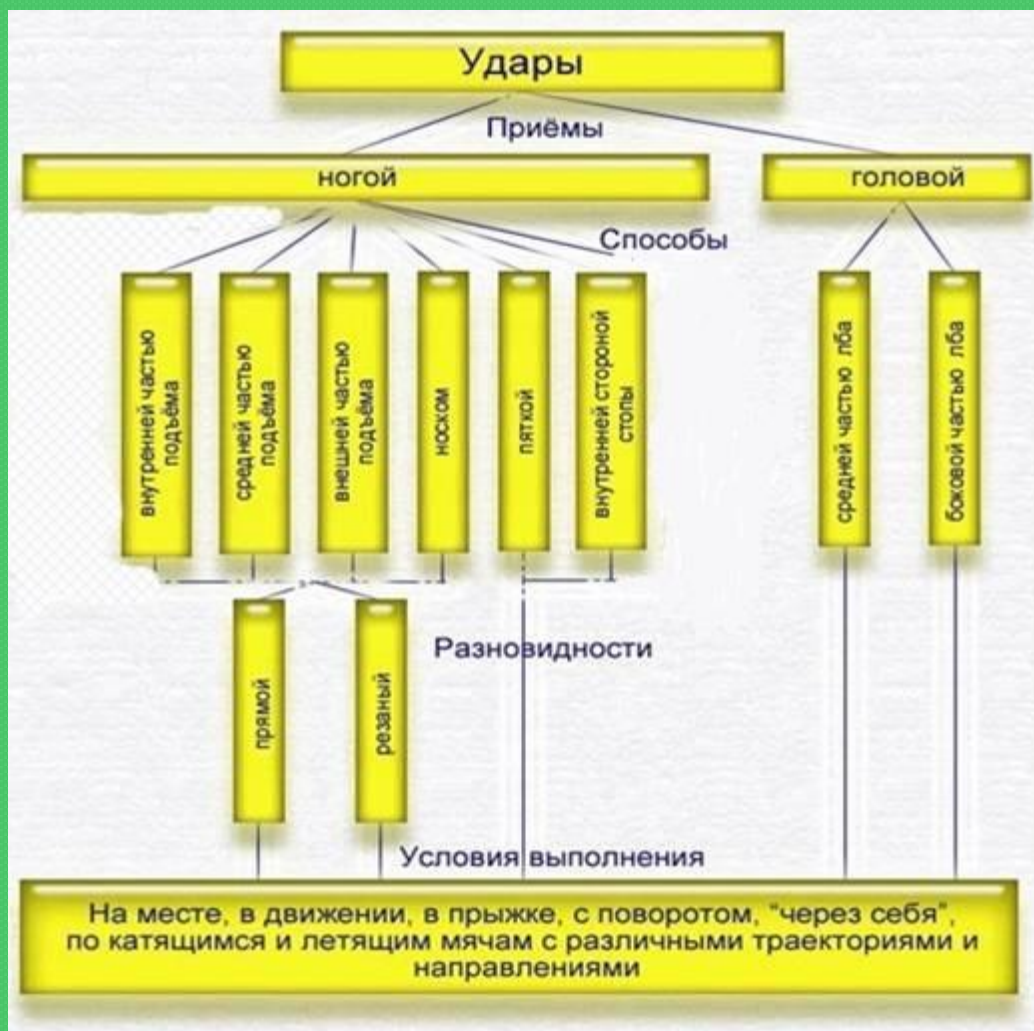 Удары
Приёмы
ногой
головой
Способы
внутренней частью
подъёма
средней частью
подъёма
внешней частью
подъёма
носком
пяткой
внутренней стороной
стопы
средней частью лба
боковой частью лба
Разновидности
прямой
резаный
Условия выполнения
На месте, в движении, в прыжке, с поворотом, "через себя",
по катящимся и летящим мячам с различными траекториями и
направлениями